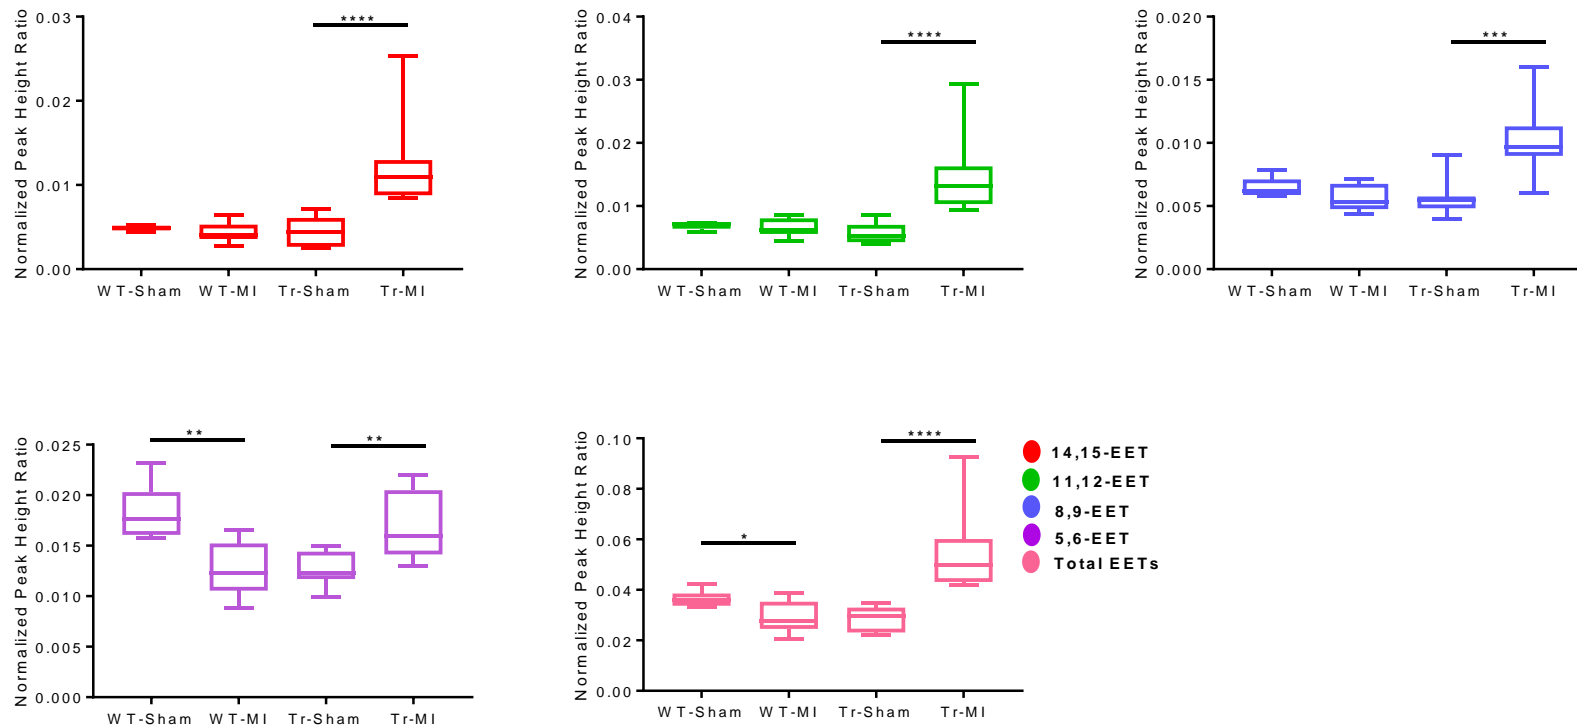 Normalized Peak Height Ratio
0.03
0.02
0.01
0.00
****
WT-Sham WT-MI Tr-Sham Tr-MI
Normalized Peak Height Ratio
0.04
0.03
0.02
0.01
0.00
****
WT-Sham WT-MI Tr-Sham Tr-MI
Normalized Peak Height Ratio
0.020
0.015
0.010
0.005
0.000
***
WT-Sham WT-MI Tr-Sham Tr-MI
Normalized Peak Height Ratio
0.025
0.020
0.015
0.010
0.005
0.000
** **
WT-Sham WT-MI Tr-Sham Tr-MI
Normalized Peak Height Ratio
0.10
0.08
0.06
0.04
0.02
0.00
****
*
WT-Sham WT-MI Tr-Sham Tr-MI
14,15-EET
11,12-EET
8,9-EET
5,6-EET
Total EETs